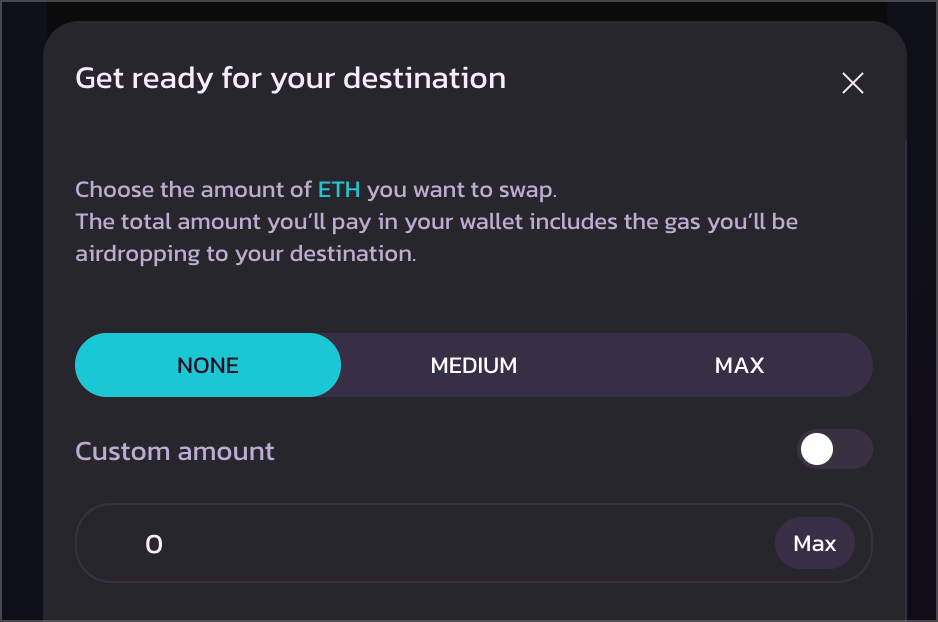 Get ready for your destination
Choose the amount of ETH you want to swap.
The total amount you’ll pay in your wallet includes the gas you’ll be
airdropping to your destination.
NONE MEDIUM MAX
Custom amount
0 Max